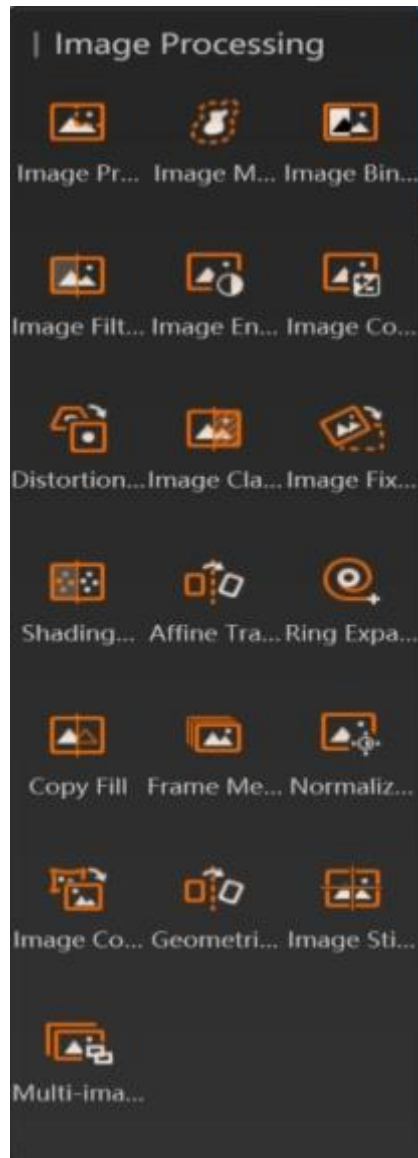 Image Processing
Image Pr... Image M... Image Bin...
Image Filt... Image En... Image Co...
Distortion... Image Cla... Image Fix...
Shading... Affine Tra... Ring Expa...
Copy Fill Frame Me... Normaliz...
Image Co... Geometri... Image Sti...
Multi-ima...